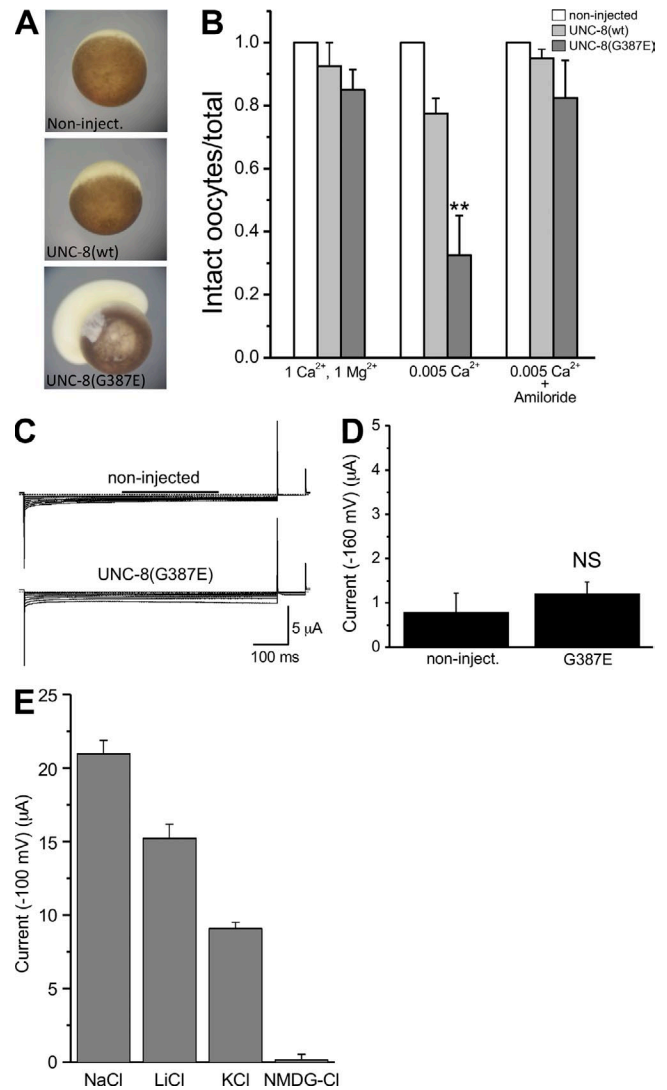 A
Non-inject.
UNC-8(wt)
UNC-8(G387E)
B
non-injected
UNC-8(wt)
UNC-8(G387E)
Intact oocytes/total
1.0
0.8
0.6
0.4
0.2
0.0
**
1 Ca²⁺, 1 Mg²⁺
0.005 Ca²⁺
0.005 Ca²⁺
+
Amiloride
C
non-injected
UNC-8(G387E)
5 µA
100 ms
D
Current (-160 mV) (µA)
5
4
3
2
1
0
NS
non-inject.
G387E
E
Current (-100 mV) (µA)
25
20
15
10
5
0
NaCl
LiCl
KCl
NMDG-Cl